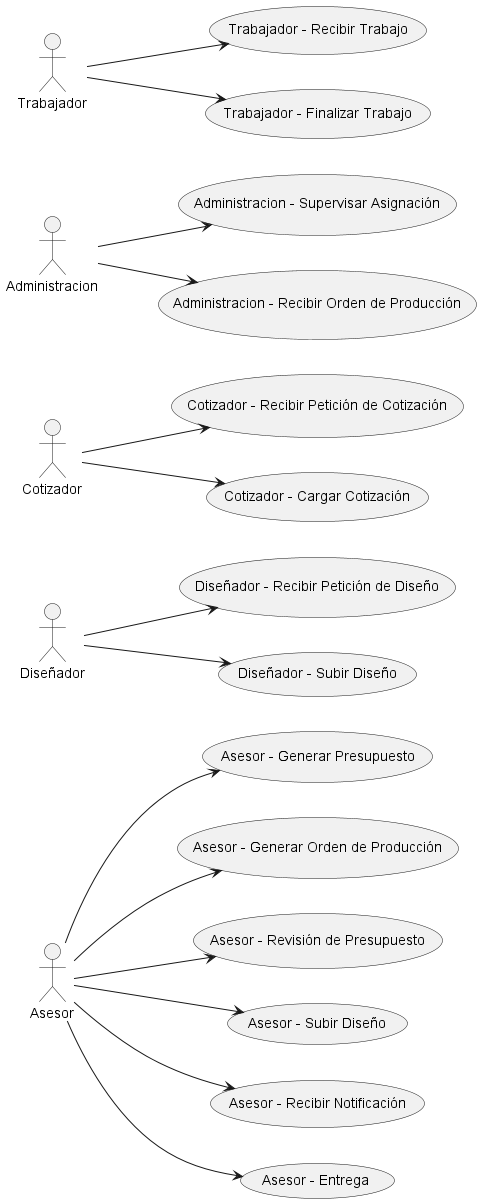 Trabajador - Recibir Trabajo
Trabajador
Trabajador - Finalizar Trabajo
Administracion - Supervisar Asignación
Administracion
Administracion - Recibir Orden de Producción
Cotizador - Recibir Petición de Cotización
Cotizador
Cotizador - Cargar Cotización
Diseñador - Recibir Petición de Diseño
Diseñador
Diseñador - Subir Diseño
Asesor - Generar Presupuesto
Asesor - Generar Orden de Producción
Asesor - Revisión de Presupuesto
Asesor
Asesor - Subir Diseño
Asesor - Recibir Notificación
Asesor - Entrega